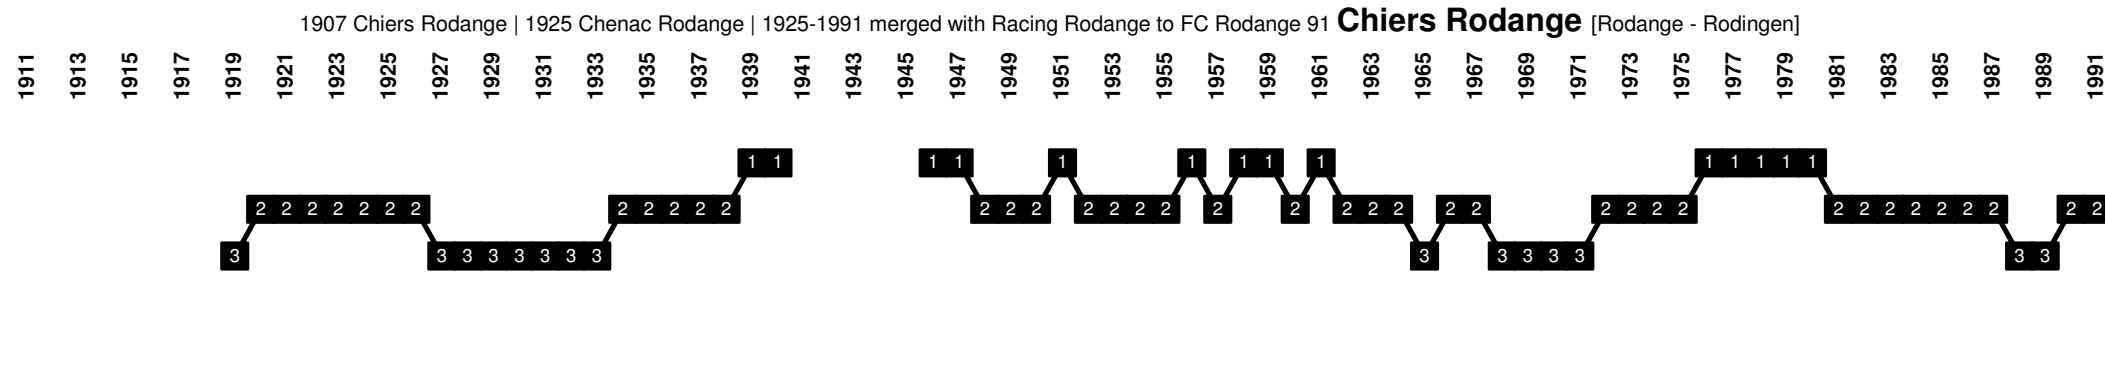 1907 Chiers Rodange | 1925 Chenac Rodange | 1925-1991 merged with Racing Rodange to FC Rodange 91 Chiers Rodange [Rodange - Rodingen]
1911 1913 1915 1917 1919 1921 1923 1925 1927 1929 1931 1933 1935 1937 1939 1941 1943 1945 1947 1949 1951 1953 1955 1957 1959 1961 1963 1965 1967 1969 1971 1973 1975 1977 1979 1981 1983 1985 1987 1989 1991
1 1 1 1 1 1 1 1 1 1 1 1 1 1
2 2 2 2 2 2 2 2 2 2 2 2 2 2 2 2 2 2 2 2 2 2 2 2 2 2 2 2 2 2 2 2 2 2 2 2 2 2 2
3 3 3 3 3 3 3 3 3 3 3 3 3 3 3